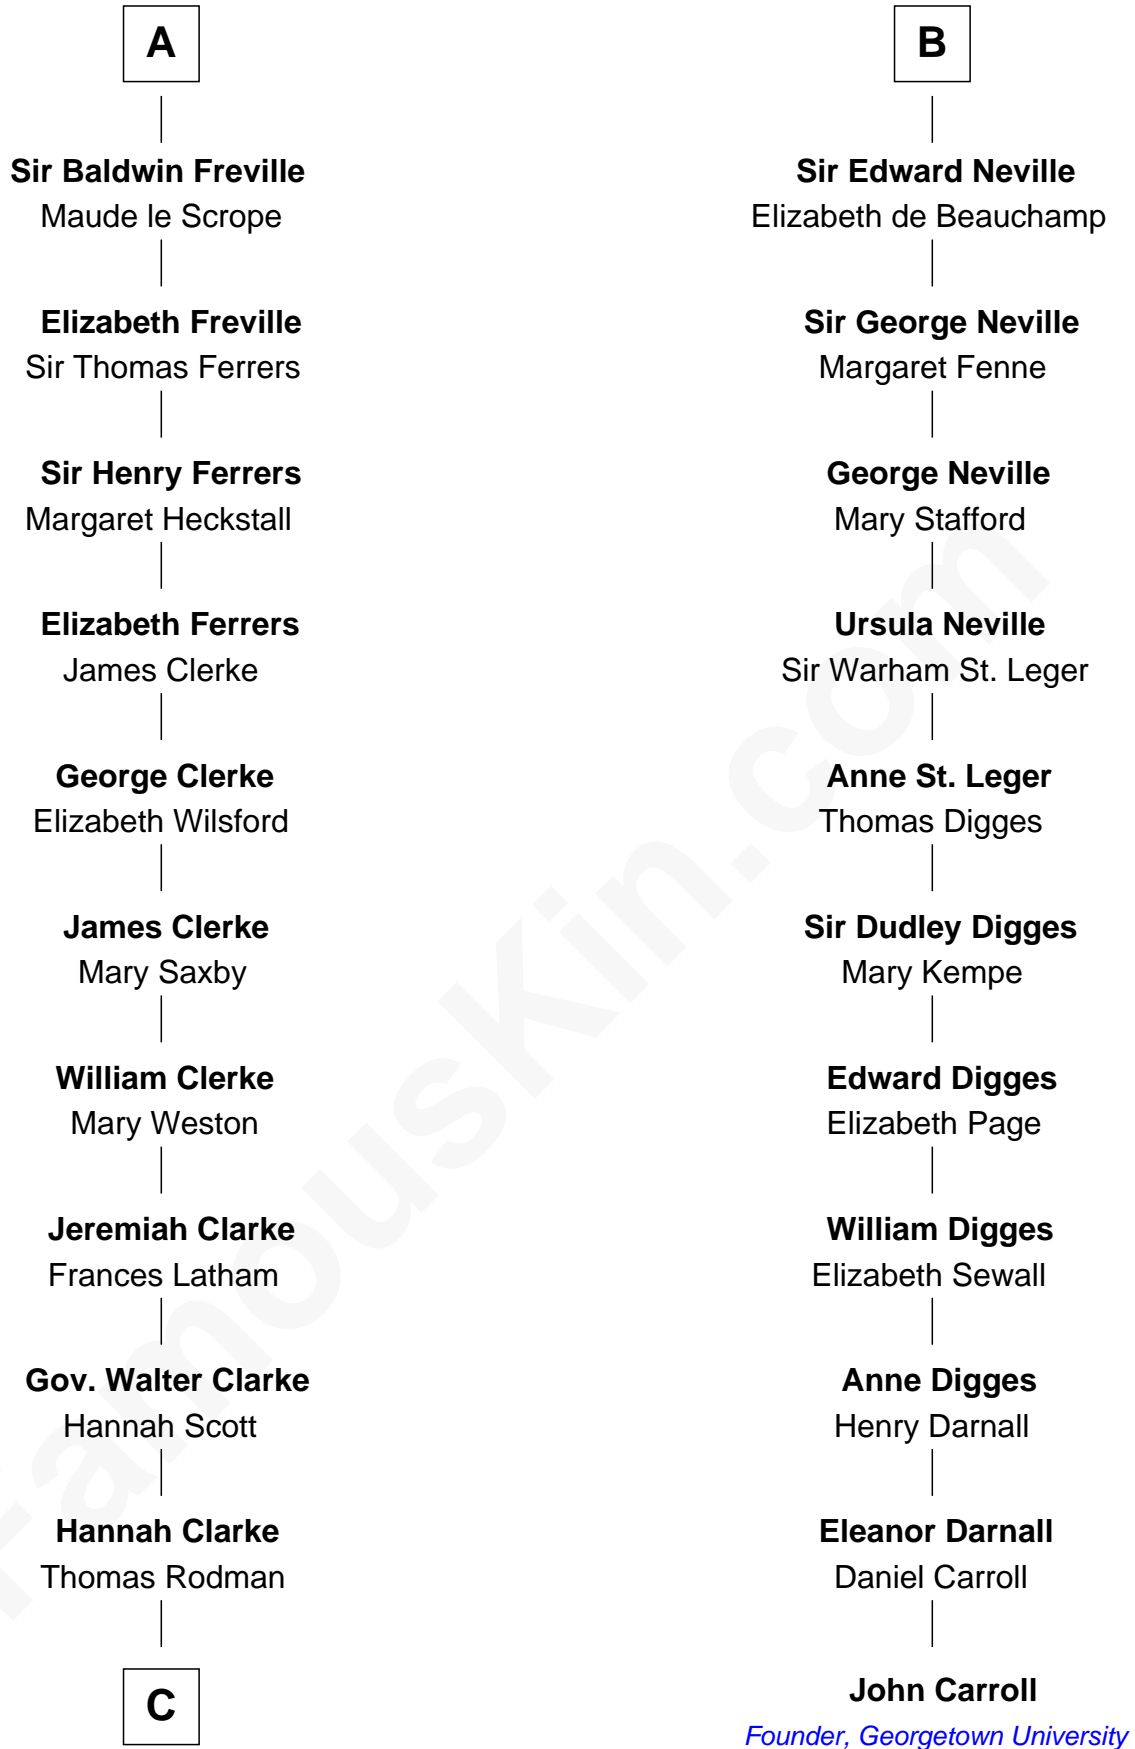 A
Sir Baldwin Freville
Maude le Scrope
Elizabeth Freville
Sir Thomas Ferrers
Sir Henry Ferrers
Margaret Heckstall
Elizabeth Ferrers
James Clerke
George Clerke
Elizabeth Wilsford
James Clerke
Mary Saxby
William Clerke
Mary Weston
Jeremiah Clarke
Frances Latham
Gov. Walter Clarke
Hannah Scott
Hannah Clarke
Thomas Rodman
C
B
Sir Edward Neville
Elizabeth de Beauchamp
Sir George Neville
Margaret Fenne
George Neville
Mary Stafford
Ursula Neville
Sir Warham St. Leger
Anne St. Leger
Thomas Digges
Sir Dudley Digges
Mary Kempe
Edward Digges
Elizabeth Page
William Digges
Elizabeth Sewall
Anne Digges
Henry Darnall
Eleanor Darnall
Daniel Carroll
John Carroll
Founder, Georgetown University
FamousKin.com